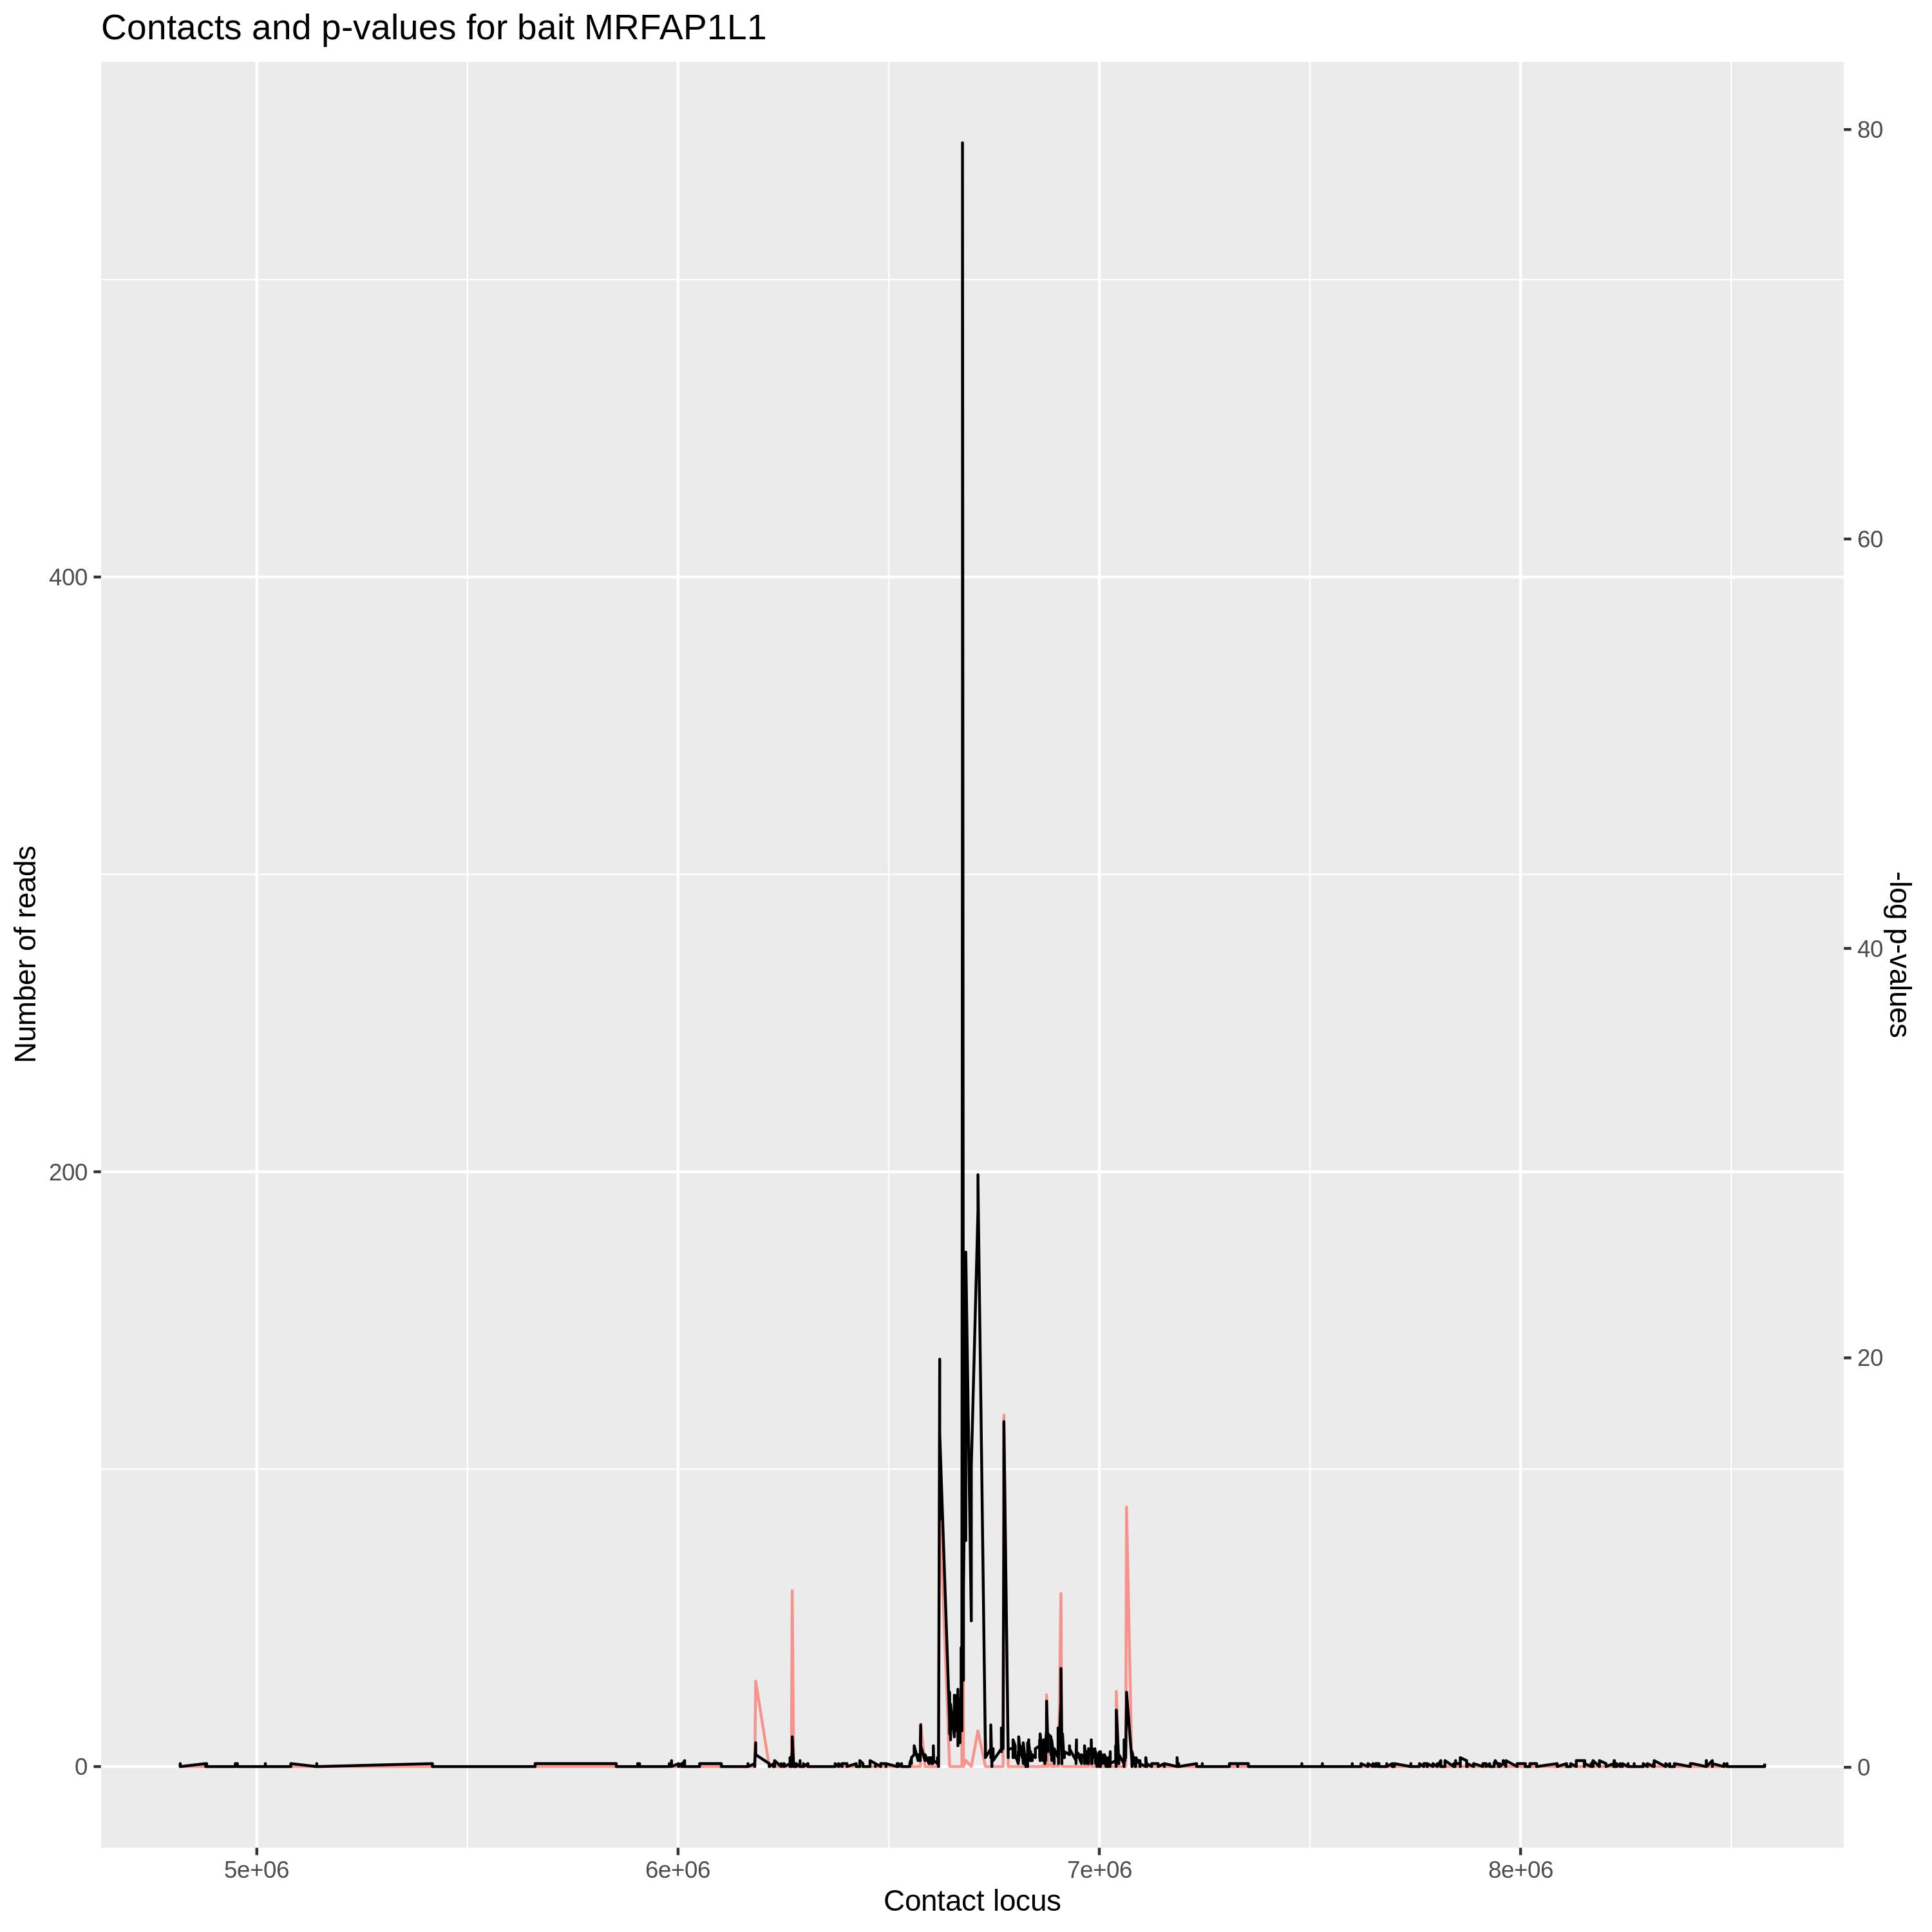 Contacts and p-values for bait MRFAP1L1
80
60
400
Number of reads
-log p-values
40
200
20
0
0
5e+06
6e+06
7e+06
8e+06
Contact locus